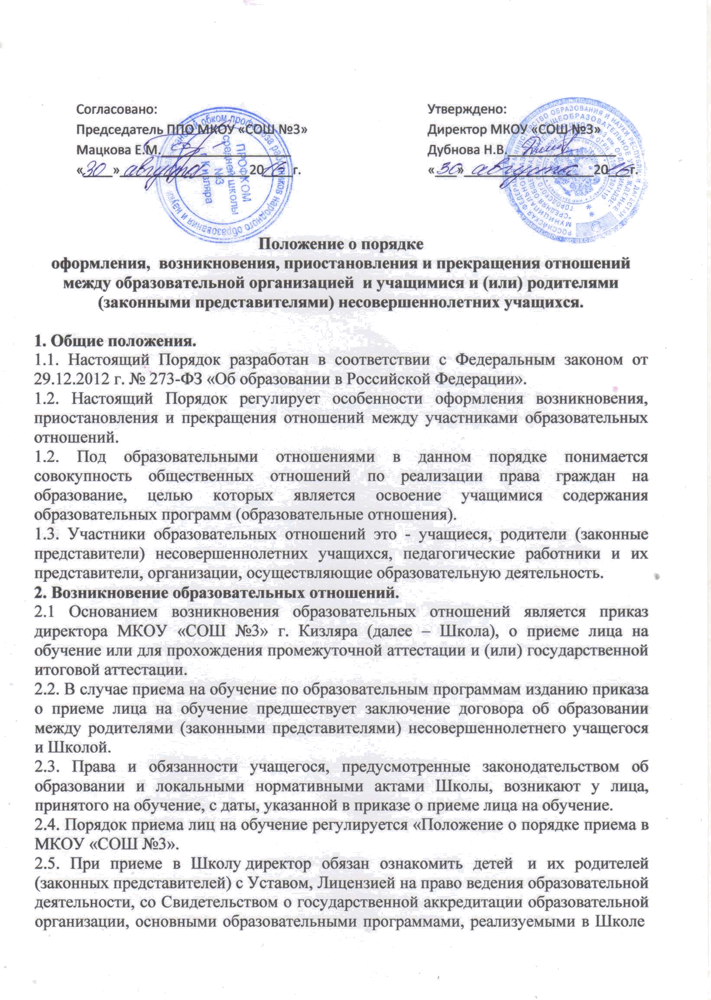 Согласовано:
Председатель ППО МКОУ «СОШ №3»
Мацкова Е.М.
«30» августа 2016 г.
Утверждено:
Директор МКОУ «СОШ №3»
Дубнова Н.В.
«30» августа 2016 г.
ПРОФКОМ
средней школы
№3
г. Кизляра
Положение о порядке
оформления, возникновения, приостановления и прекращения отношений
между образовательной организацией и учащимися и (или) родителями
(законными представителями) несовершеннолетних учащихся.
1. Общие положения.
1.1. Настоящий Порядок разработан в соответствии с Федеральным законом от
29.12.2012 г. № 273-ФЗ «Об образовании в Российской Федерации».
1.2. Настоящий Порядок регулирует особенности оформления возникновения,
приостановления и прекращения отношений между участниками образовательных
отношений.
1.2. Под образовательными отношениями в данном порядке понимается
совокупность общественных отношений по реализации права граждан на
образование, целью которых является освоение учащимися содержания
образовательных программ (образовательные отношения).
1.3. Участники образовательных отношений это - учащиеся, родители (законные
представители) несовершеннолетних учащихся, педагогические работники и их
представители, организации, осуществляющие образовательную деятельность.
2. Возникновение образовательных отношений.
2.1 Основанием возникновения образовательных отношений является приказ
директора МКОУ «СОШ №3» г. Кизляра (далее – Школа), о приеме лица на
обучение или для прохождения промежуточной аттестации и (или) государственной
итоговой аттестации.
2.2. В случае приема на обучение по образовательным программам изданию приказа
о приеме лица на обучение предшествует заключение договора об образовании
между родителями (законными представителями) несовершеннолетнего учащегося
и Школой.
2.3. Права и обязанности учащегося, предусмотренные законодательством об
образовании и локальными нормативными актами Школы, возникают у лица,
принятого на обучение, с даты, указанной в приказе о приеме лица на обучение.
2.4. Порядок приема лиц на обучение регулируется «Положение о порядке приема в
МКОУ «СОШ №3».
2.5. При приеме в Школу директор обязан ознакомить детей и их родителей
(законных представителей) с Уставом, Лицензией на право ведения образовательной
деятельности, со Свидетельством о государственной аккредитации образовательной
организации, основными образовательными программами, реализуемыми в Школе